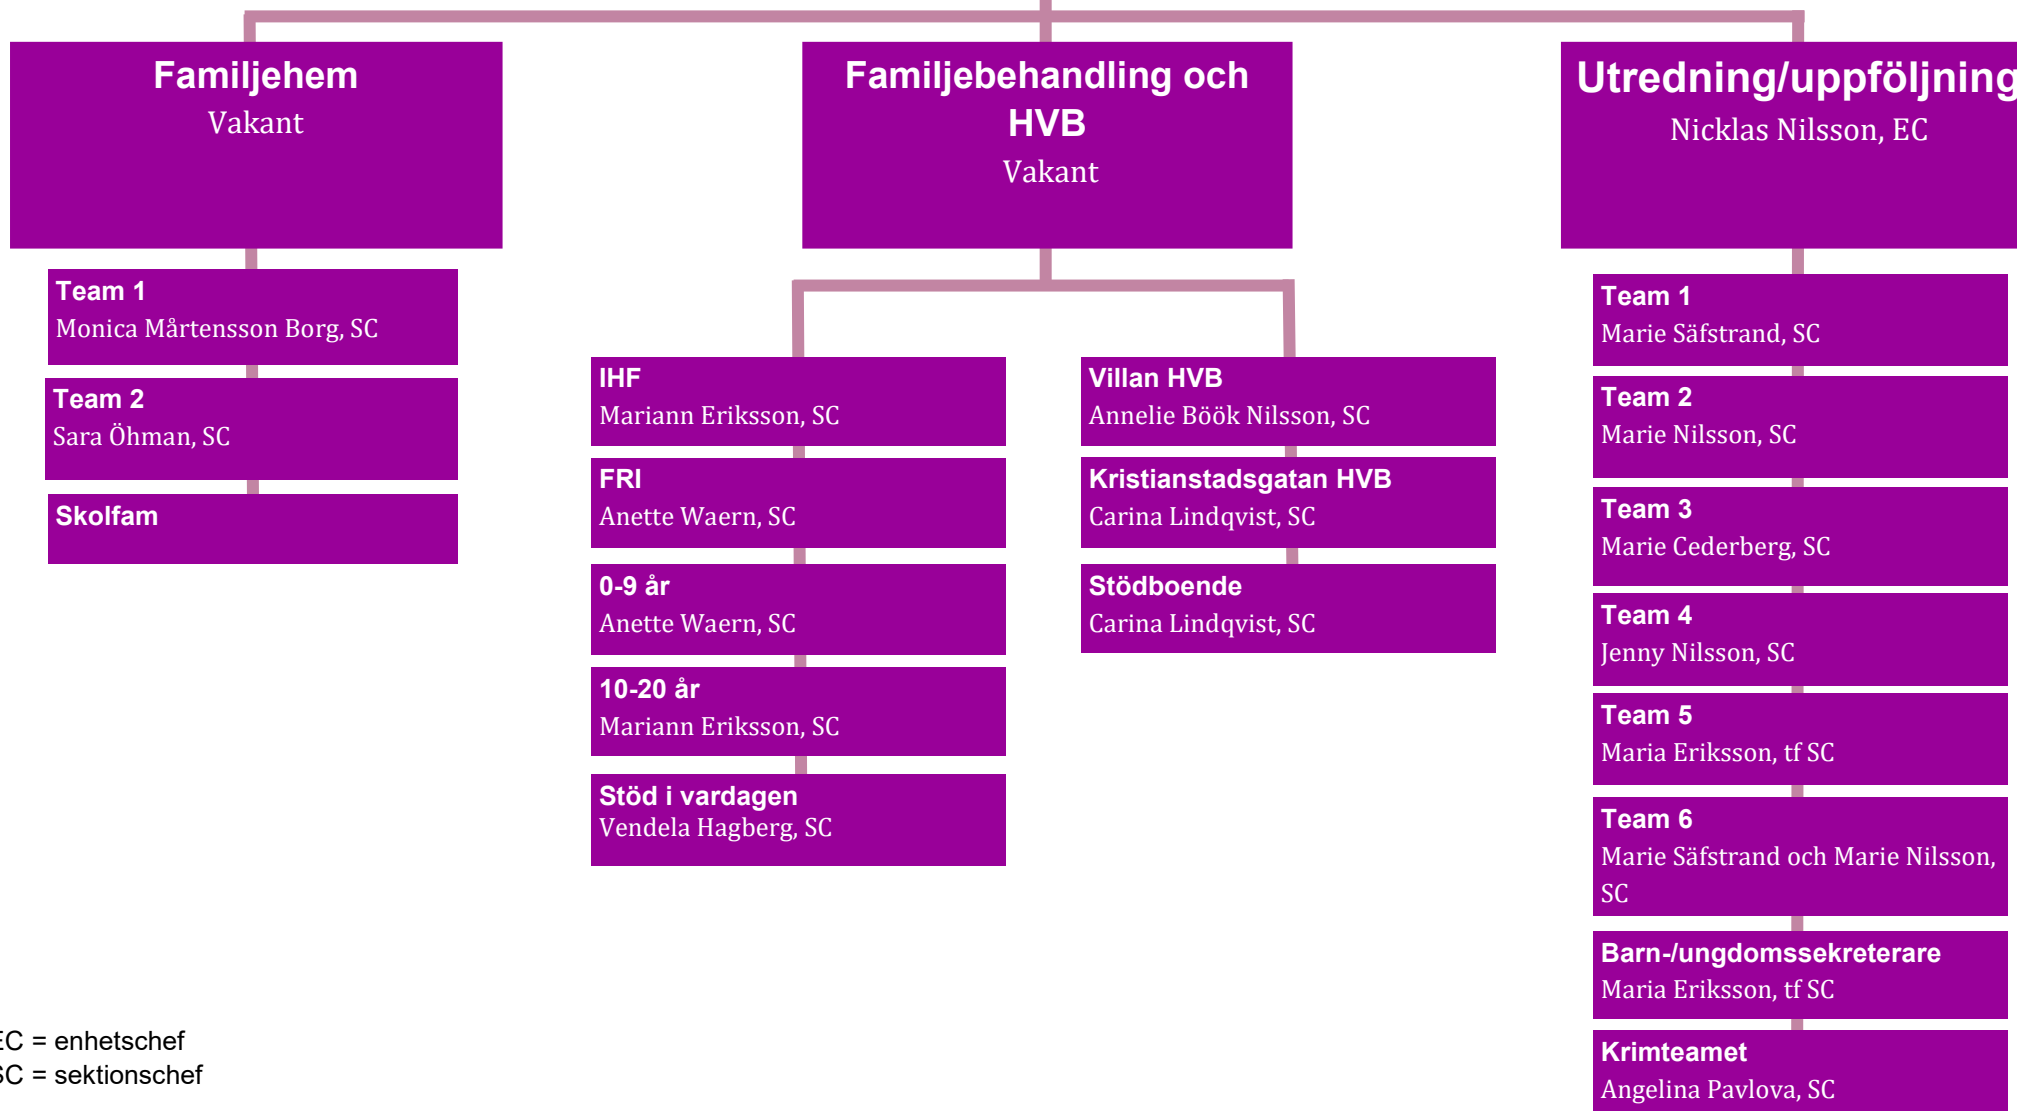 Familjehem
Vakant
Familjebehandling och
HVB
Vakant
Utredning/uppföljning
Nicklas Nilsson, EC
Team 1
Monica Mårtensson Borg, SC
Team 2
Sara Öhman, SC
Skolfam
IHF
Mariann Eriksson, SC
FRI
Anette Waern, SC
0-9 år
Anette Waern, SC
10-20 år
Mariann Eriksson, SC
Stöd i vardagen
Vendela Hagberg, SC
Villan HVB
Annelie Böök Nilsson, SC
Kristianstadsgatan HVB
Carina Lindqvist, SC
Stödboende
Carina Lindqvist, SC
Team 1
Marie Säfstrand, SC
Team 2
Marie Nilsson, SC
Team 3
Marie Cederberg, SC
Team 4
Jenny Nilsson, SC
Team 5
Maria Eriksson, tf SC
Team 6
Marie Säfstrand och Marie Nilsson,
SC
Barn-/ungdomssekreterare
Maria Eriksson, tf SC
Krimteamet
Angelina Pavlova, SC
EC = enhetschef
SC = sektionschef